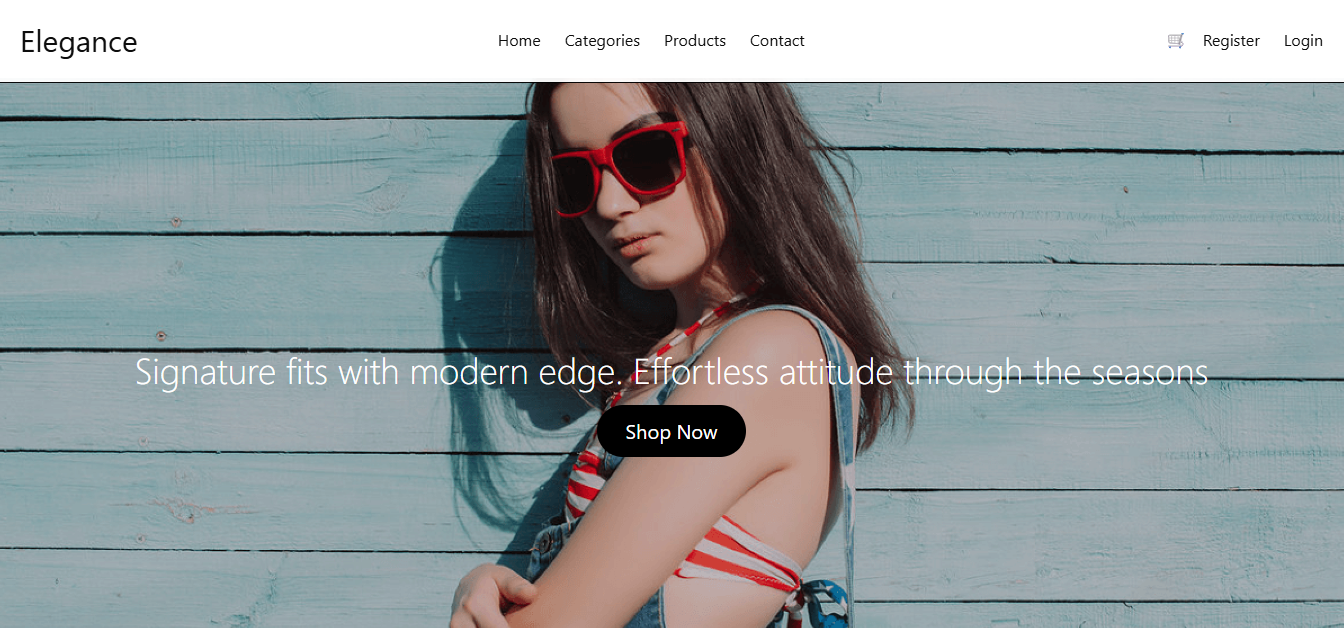 Elegance
Home Categories Products Contact
Register Login
Signature fits with modern edge. Effortless attitude through the seasons
Shop Now